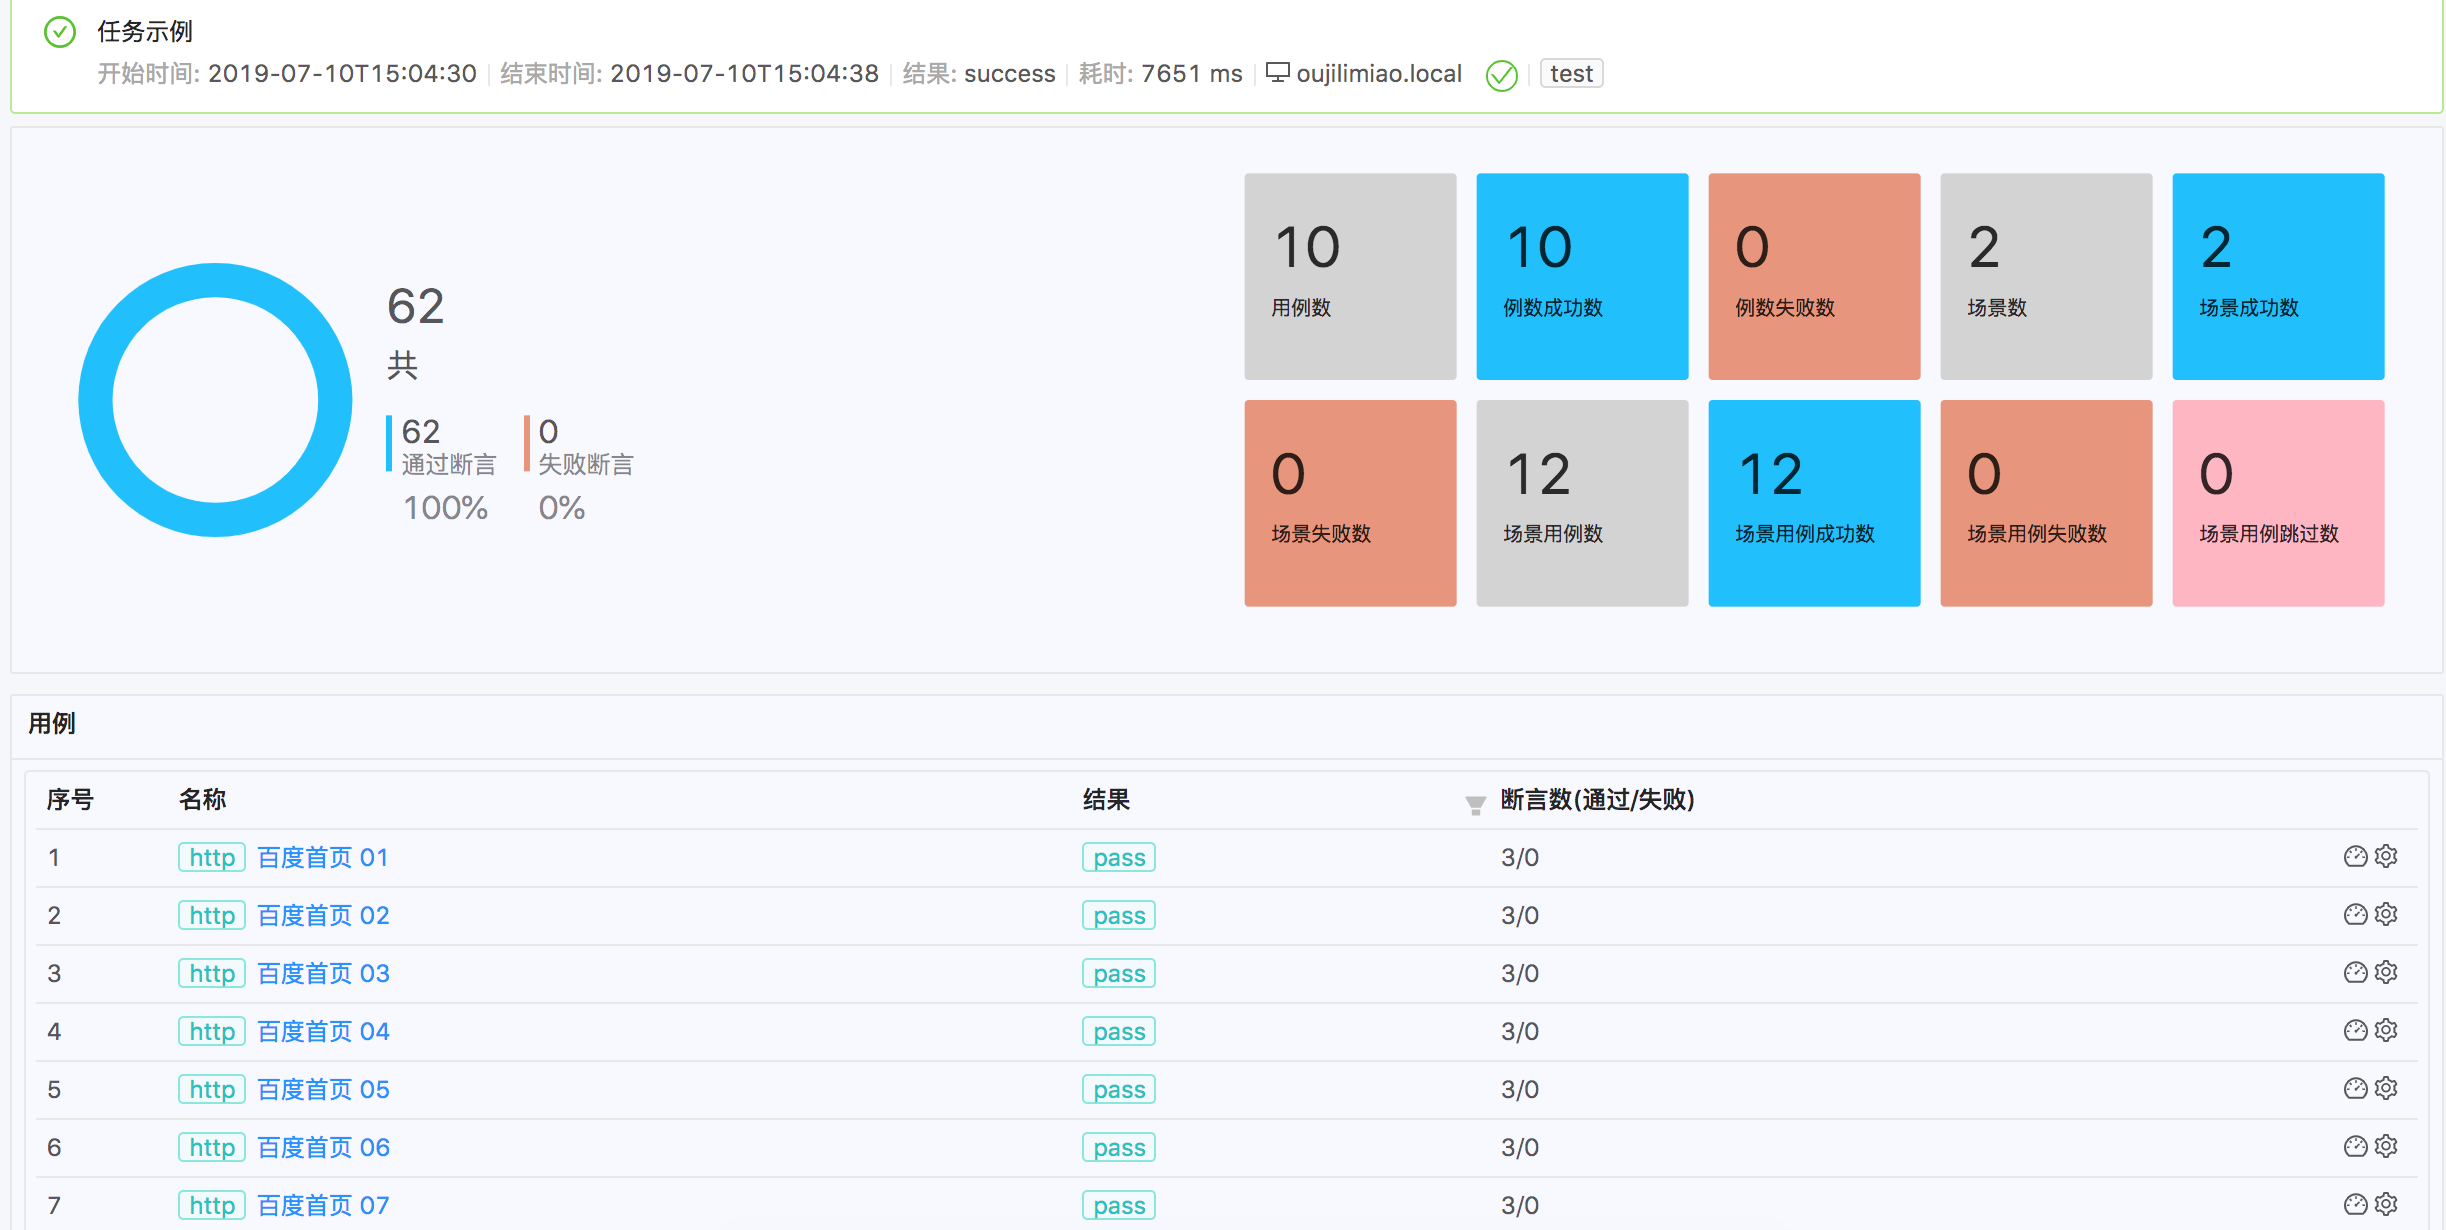 任务示例
开始时间: 2019-07-10T15:04:30 结束时间: 2019-07-10T15:04:38 结果: success 耗时: 7651 ms oujilimiao.local test
62
共
62 0
通过断言 失败断言
100% 0%
10 10 0 2 2
用例数 例数成功数 例数失败数 场景数 场景成功数
0 12 12 0 0
场景失败数 场景用例数 场景用例成功数 场景用例失败数 场景用例跳过数
用例
序号 名称 结果 断言数(通过/失败)
1 http 百度首页 01 pass 3/0
2 http 百度首页 02 pass 3/0
3 http 百度首页 03 pass 3/0
4 http 百度首页 04 pass 3/0
5 http 百度首页 05 pass 3/0
6 http 百度首页 06 pass 3/0
7 http 百度首页 07 pass 3/0